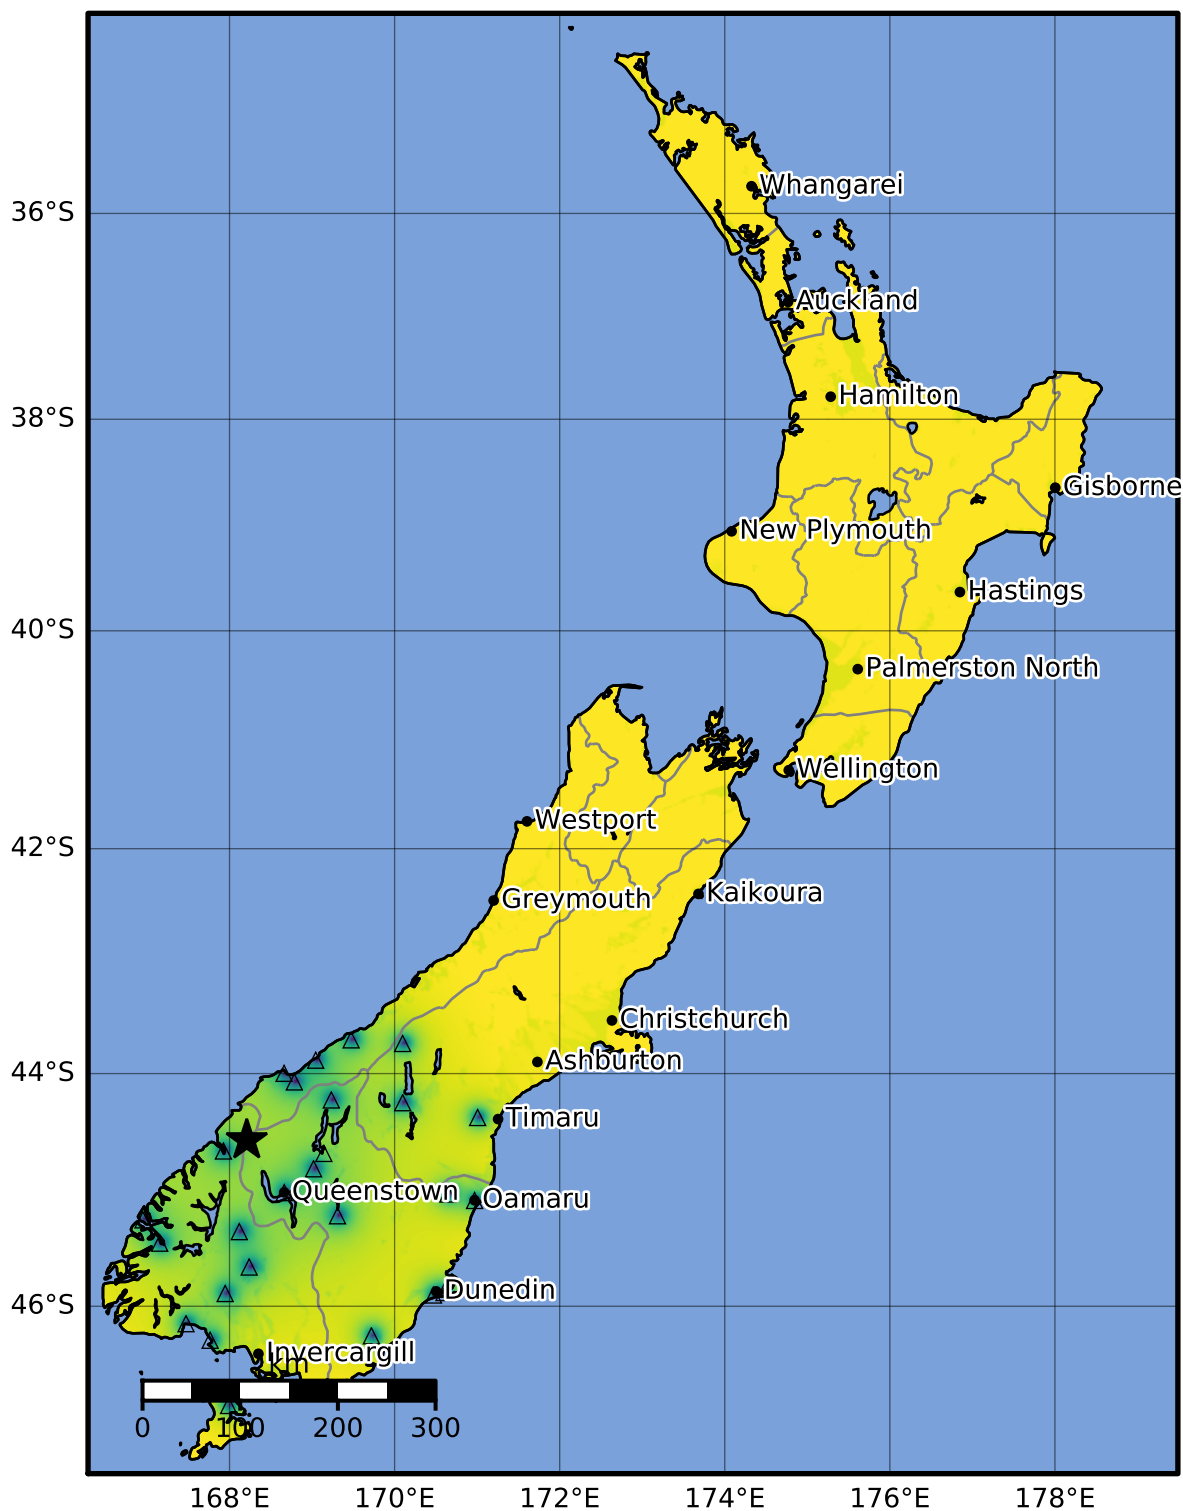 Whangarei
36°S
Auckland
Hamilton
38°S
Gisborne
New Plymouth
Hastings
40°S
Palmerston North
Wellington
Westport
42°S
Kaikoura
Greymouth
Christchurch
Ashburton
44°S
Timaru
Queenstown
Oamaru
Dunedin
46°S
Invercargill
km
0 100 200 300
168°E 170°E 172°E 174°E 176°E 178°E